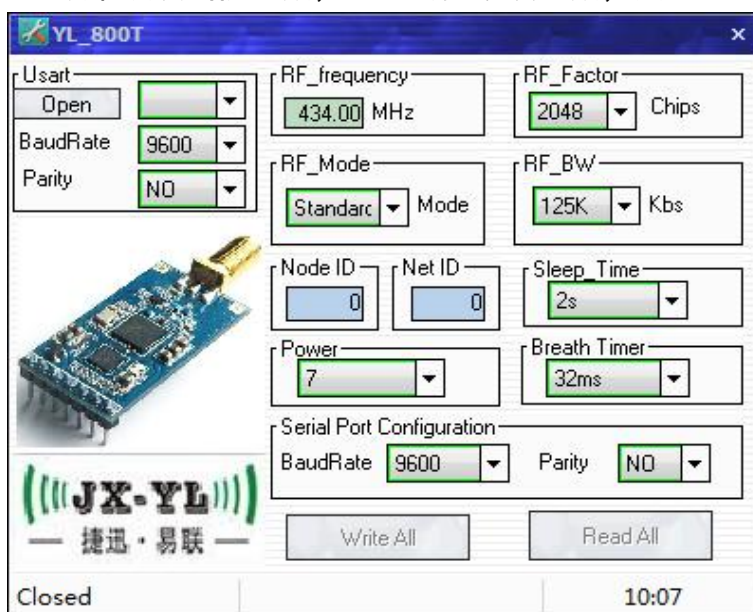 YL_800T
×
Usart
Open
BaudRate 9600
Parity NO
RF_frequency
434.00 MHz
RF_Factor
2048 Chips
RF_Mode
Standarc Mode
RF_BW
125K Kbs
Node ID
0
Net ID
0
Sleep_Time
2s
Power
7
Breath Timer
32ms
Serial Port Configuration
BaudRate 9600 Parity NO
JX-YL
捷迅·易联
Write All Read All
Closed 10:07